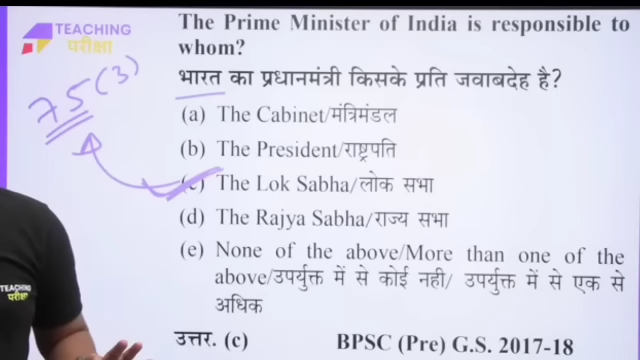 TEACHING
परीक्षा
The Prime Minister of India is responsible to
whom?
भारत का प्रधानमंत्री किसके प्रति जवाबदेह है?
75(3)
(a) The Cabinet/मंत्रिमंडल
(b) The President/राष्ट्रपति
(c) The Lok Sabha/लोक सभा
(d) The Rajya Sabha/राज्य सभा
(e) None of the above/More than one of the
above/उपर्युक्त में से कोई नही/ उपर्युक्त में से एक से
अधिक
TEACHING
परीक्षा
उत्तर. (c) BPSC (Pre) G.S. 2017-18